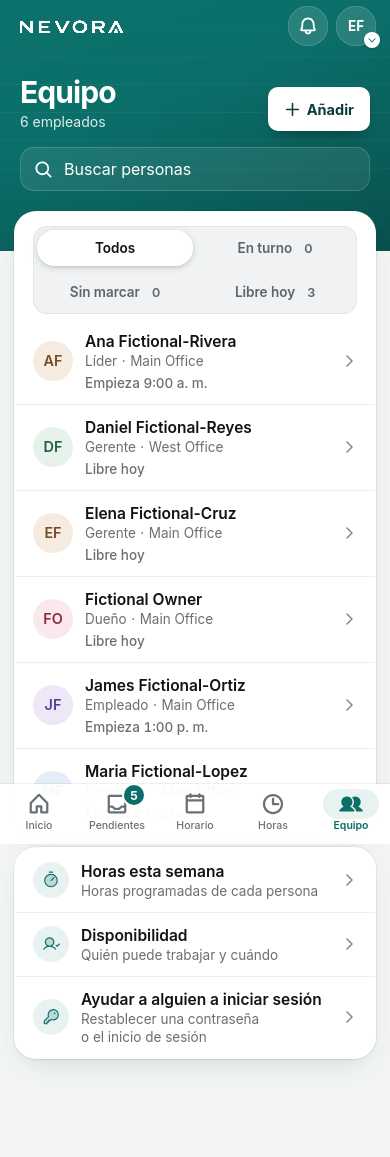 NEVORA
EF
Equipo
6 empleados
Añadir
Buscar personas
Todos
En turno 0
Sin marcar 0
Libre hoy 3
AF
Ana Fictional-Rivera
Líder · Main Office
Empieza 9:00 a. m.
DF
Daniel Fictional-Reyes
Gerente · West Office
Libre hoy
EF
Elena Fictional-Cruz
Gerente · Main Office
Libre hoy
FO
Fictional Owner
Dueño · Main Office
Libre hoy
JF
James Fictional-Ortiz
Empleado · Main Office
Empieza 1:00 p. m.
Maria Fictional-Lopez
5
Inicio
Pendientes
Horario
Horas
Equipo
Horas esta semana
Horas programadas de cada persona
Disponibilidad
Quién puede trabajar y cuándo
Ayudar a alguien a iniciar sesión
Restablecer una contraseña
o el inicio de sesión